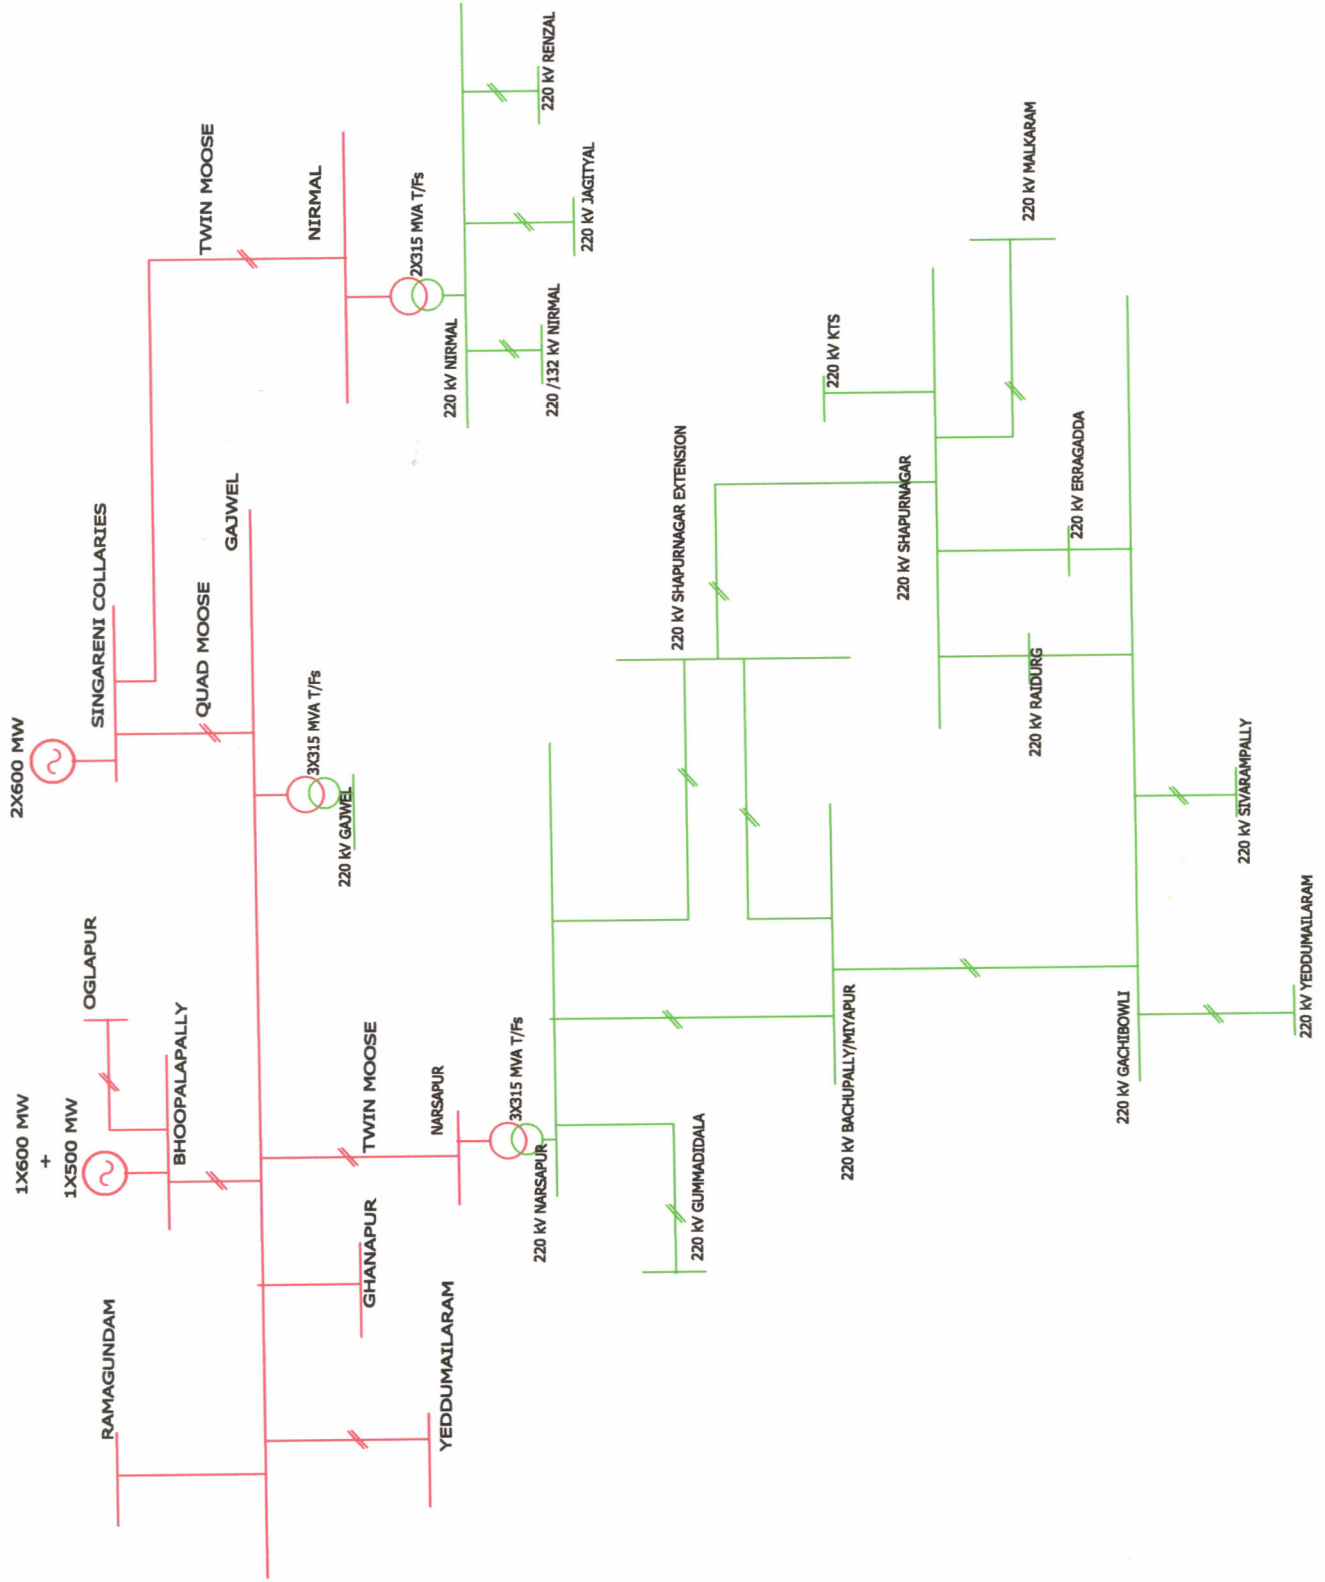 2X600 MW
SINGARENI COLLARIES
TWIN MOOSE
NIRMAL
2X315 MVA T/Fs
220 kV NIRMAL
220 /132 kV NIRMAL
220 kV JAGITYAL
220 kV RENZAL
QUAD MOOSE
GAJWEL
3X315 MVA T/Fs
220 kV GAJWEL
1X600 MW
+
1X500 MW
OGLAPUR
BHOOPALAPALLY
RAMAGUNDAM
YEDDUMAILARAM
GHANAPUR
TWIN MOOSE
NARSAPUR
3X315 MVA T/Fs
220 kV NARSAPUR
220 kV GUMMADIDALA
220 kV SHAPURNAGAR EXTENSION
220 kV BACHUPALLY/MIYAPUR
220 kV KTS
220 kV SHAPURNAGAR
220 kV MALKARAM
220 kV ERRAGADDA
220 kV RAIDURG
220 kV GACHIBOWLI
220 kV SIVARAMPALLY
220 kV YEDDUMAILARAM